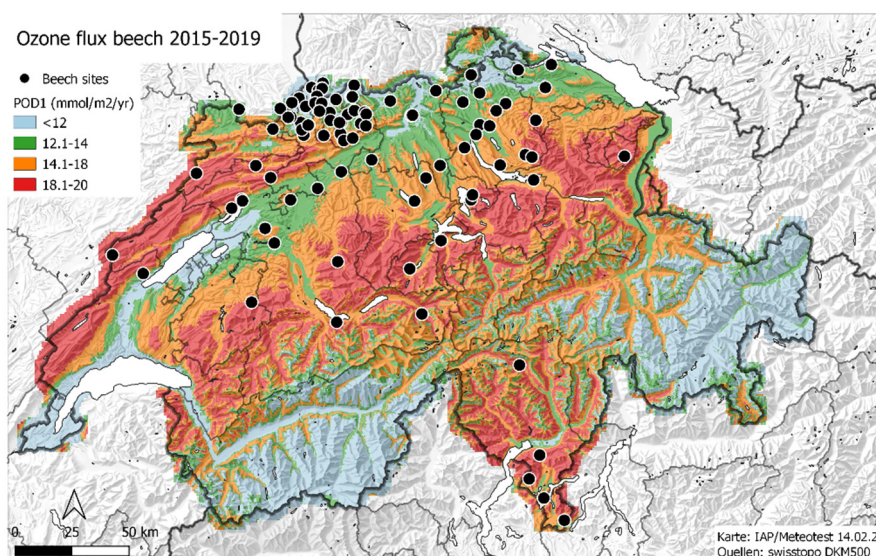 Ozone flux beech 2015-2019
Beech sites
POD1 (mmol/m2/yr)
<12
12.1-14
14.1-18
18.1-20
0 25 50 km
Karte: IAP/Meteotest 14.02.2
Quellen: swisstopo DKM500